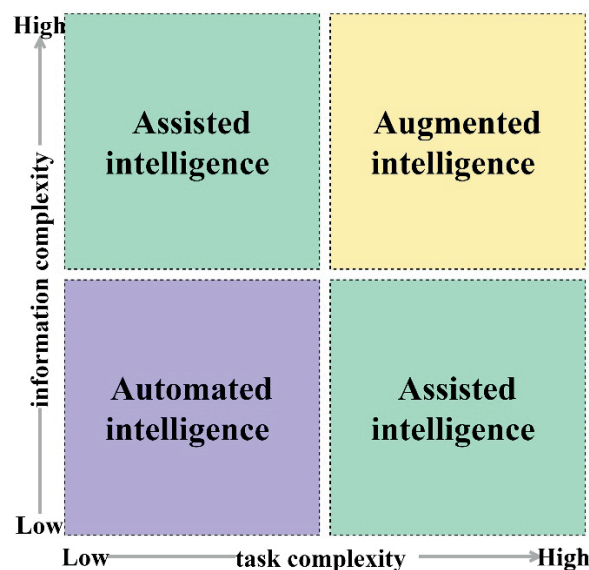 High
Assisted
intelligence
Augmented
intelligence
information complexity
Automated
intelligence
Assisted
intelligence
Low
Low
task complexity
High